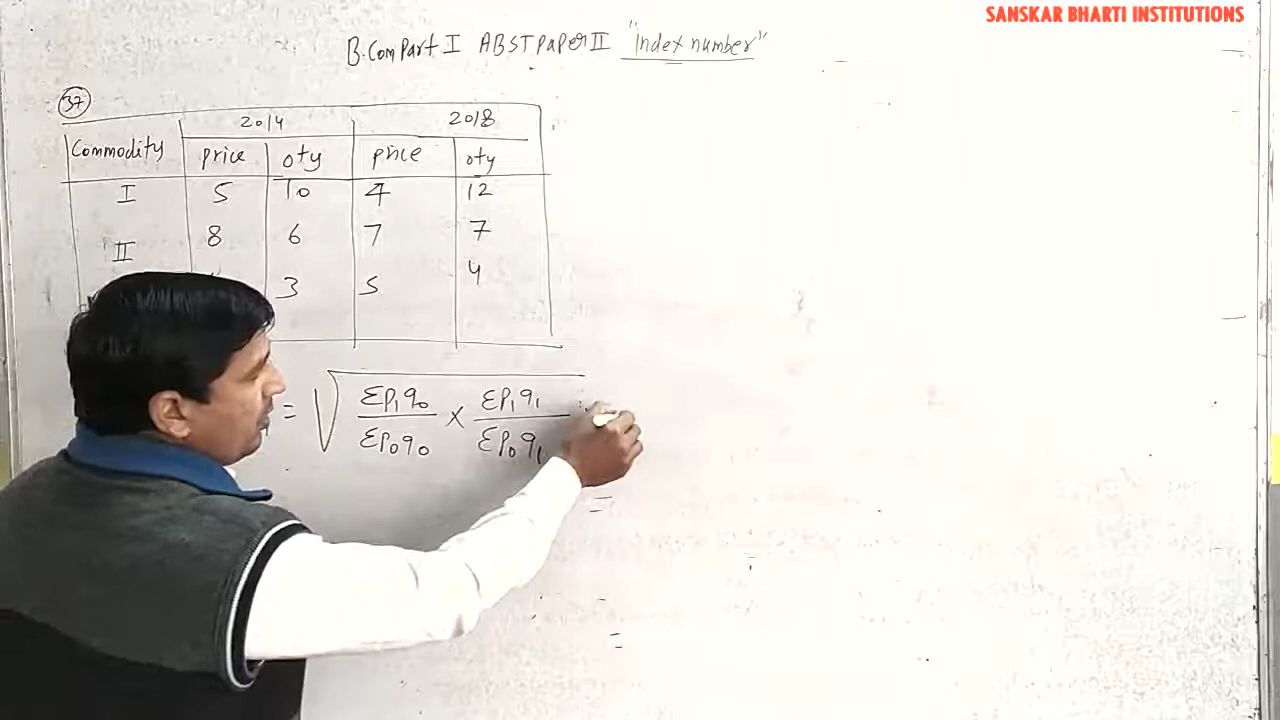 SANSKAR BHARTI INSTITUTIONS
B.Com Part I ABST Paper II "Index number"
37
2014 2018
Commodity price qty price qty
I 5 10 4 12
II 8 6 7 7
3 5 4
= √ Σp₁q₀ / Σp₀q₀ × Σp₁q₁ / Σp₀q₁
=
=